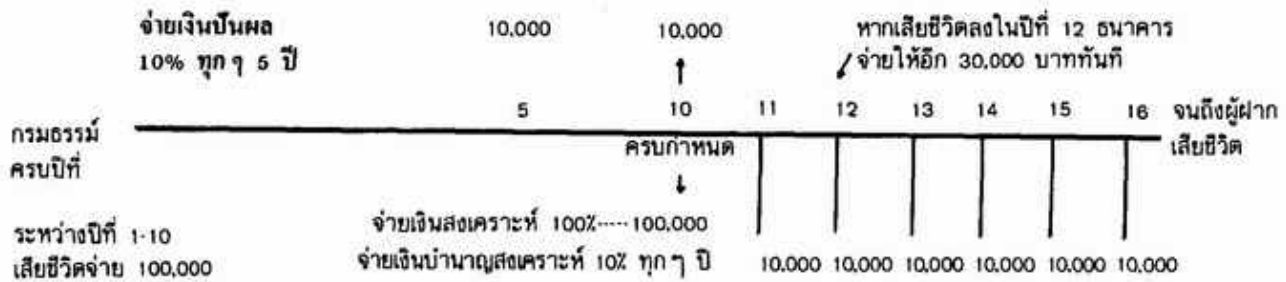 จ่ายเงินปันผล 10.000 10.000 หากเสียชีวิตลงในปีที่ 12 ธนาคาร
10% ทุกๆ 5 ปี จ่ายให้อีก 30.000 บาททันที
5 10 11 12 13 14 15 16 จนถึงผู้ฝาก
กรมธรรม์ ครบกำหนด เสียชีวิต
ครบปีที่
ระหว่างปีที่ 1-10 จ่ายเงินสงเคราะห์ 100%-----100.000
เสียชีวิตจ่าย 100,000 จ่ายเงินบำนาญสงเคราะห์ 10% ทุกๆ ปี 10.000 10.000 10.000 10.000 10.000 10.000